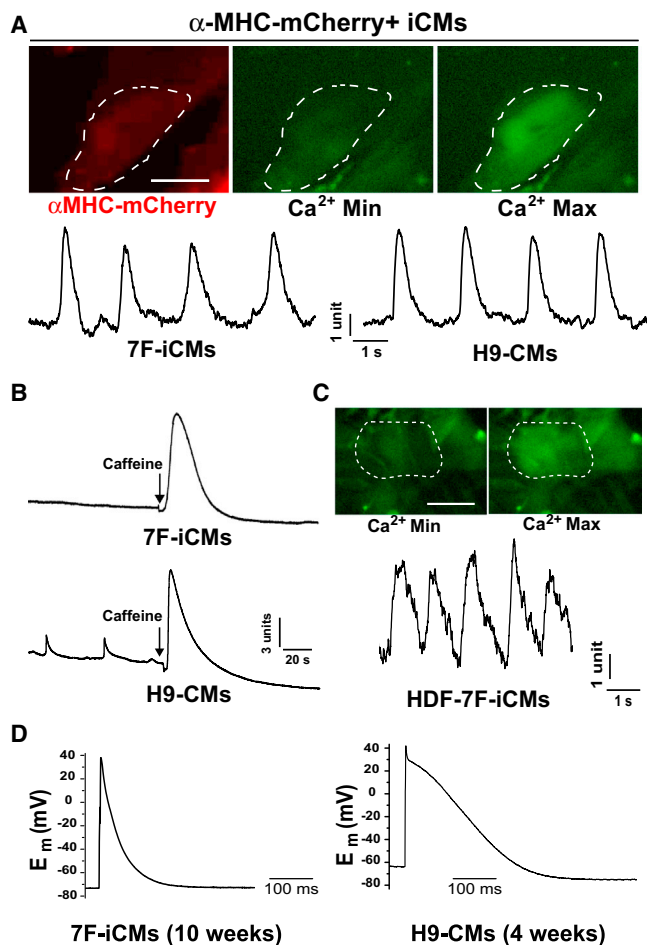 A
α-MHC-mCherry+ iCMs
αMHC-mCherry
Ca2+ Min
Ca2+ Max
7F-iCMs
H9-CMs
1 unit
1 s
B
Caffeine
7F-iCMs
Caffeine
H9-CMs
3 units
20 s
C
Ca2+ Min
Ca2+ Max
HDF-7F-iCMs
1 unit
1 s
D
E m (mV)
40
20
0
-20
-40
-60
-80
100 ms
7F-iCMs (10 weeks)
E m (mV)
40
20
0
-20
-40
-60
-80
100 ms
H9-CMs (4 weeks)